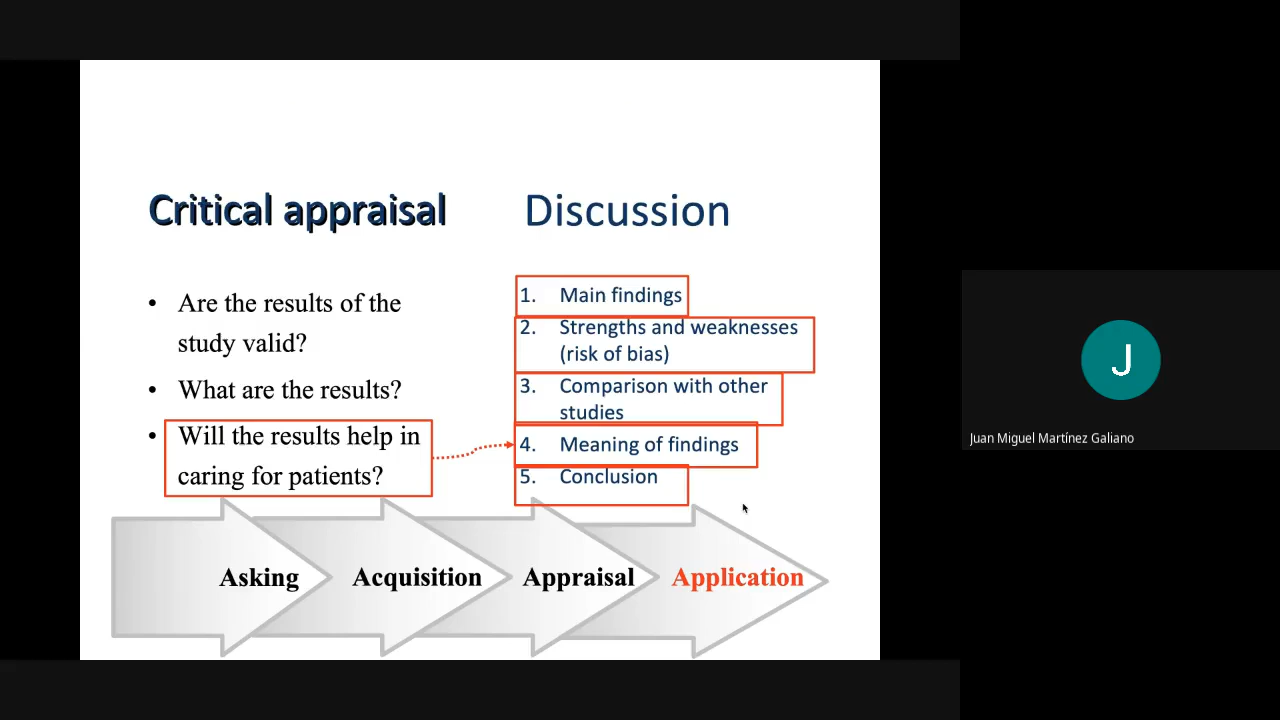 Critical appraisal
• Are the results of the
study valid?
• What are the results?
• Will the results help in
caring for patients?
Discussion
1. Main findings
2. Strengths and weaknesses
(risk of bias)
3. Comparison with other
studies
4. Meaning of findings
5. Conclusion
Asking
Acquisition
Appraisal
Application
J
Juan Miguel Martínez Galiano